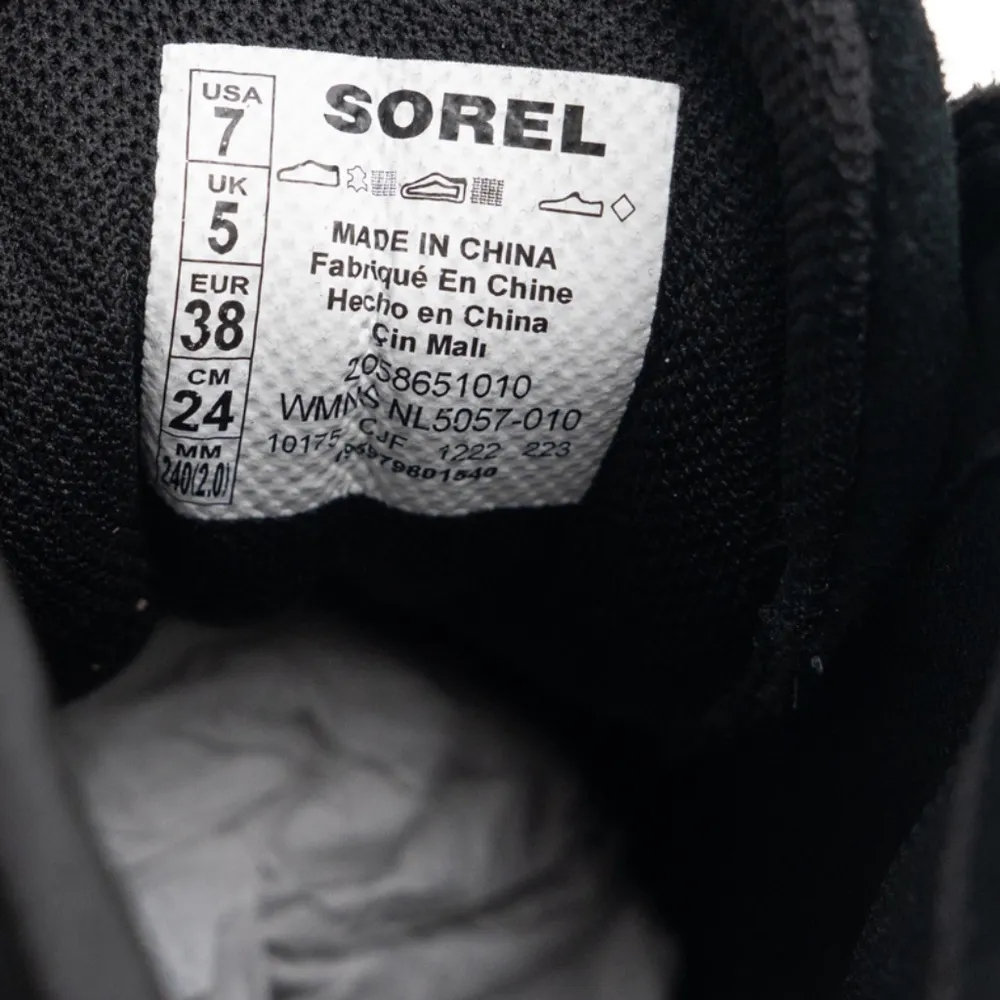 USA
7
UK
5
EUR
38
CM
24
MM
240(2.0)
SOREL
MADE IN CHINA
Fabriqué En Chine
Hecho en China
Çin Malı
2058651010
WMNS NL5057-010
10175 CJF 1222 223